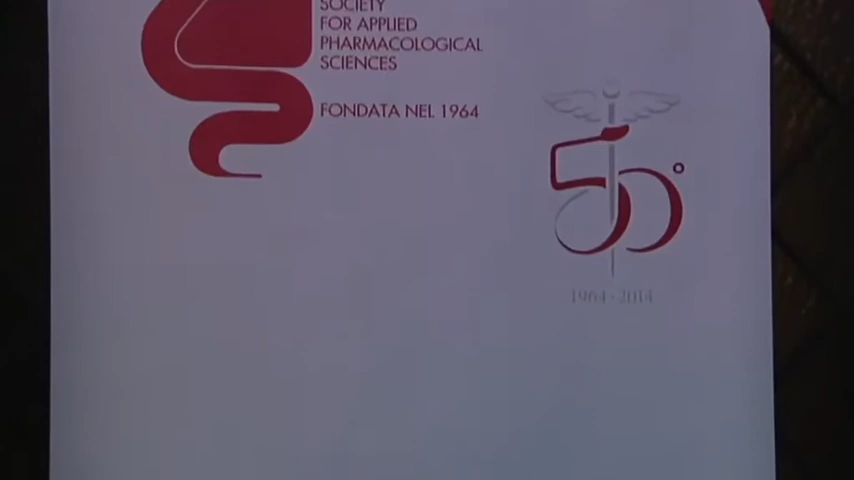 SOCIETY
FOR APPLIED
PHARMACOLOGICAL
SCIENCES
FONDATA NEL 1964
50°
1964 - 2014